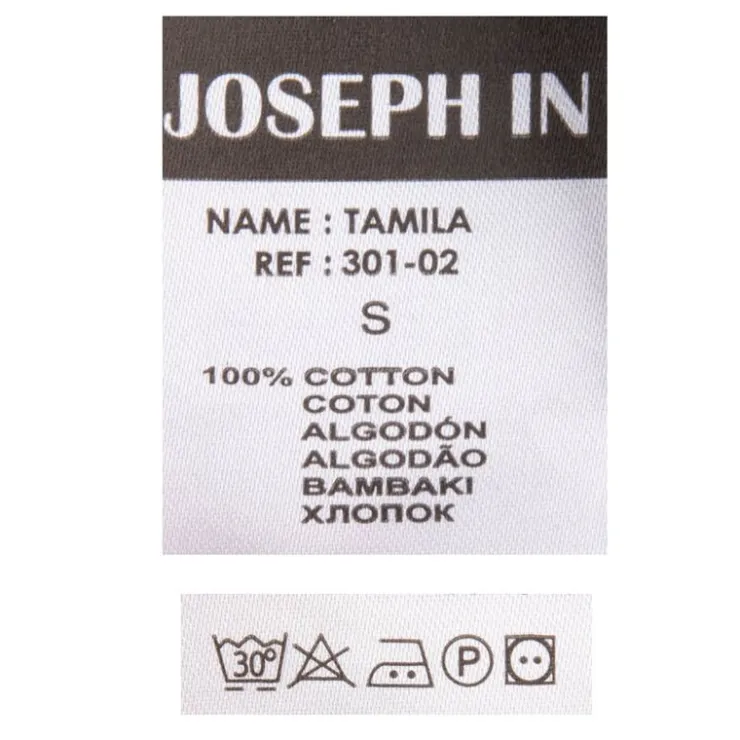 JOSEPH IN
NAME : TAMILA
REF : 301-02
S
100% COTTON
COTON
ALGODÓN
ALGODÃO
BAMBAKI
ХЛОПОК
30° P